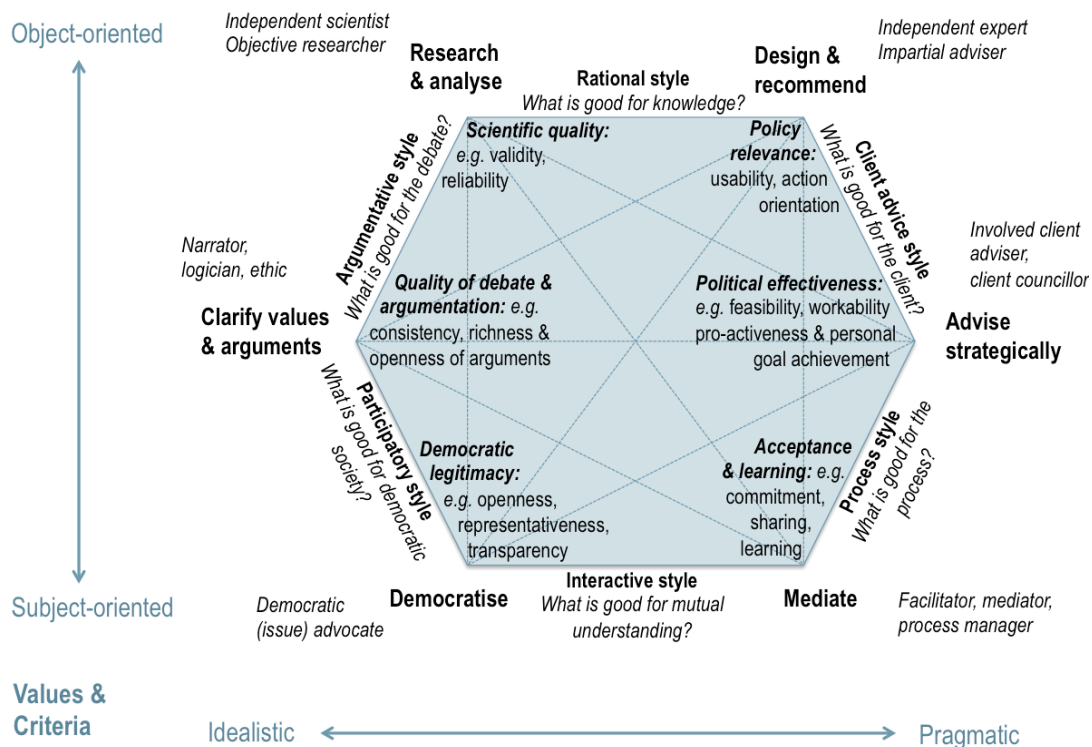 Object-oriented
Independent scientist
Objective researcher
Research
& analyse
Rational style
What is good for knowledge?
Design &
recommend
Independent expert
Impartial adviser
Argumentative style
What is good for the debate?
Scientific quality:
e.g. validity,
reliability
Policy
relevance:
usability, action
orientation
Client advice style
What is good for the client?
Narrator,
logician, ethic
Clarify values
& arguments
Quality of debate &
argumentation: e.g.
consistency, richness &
openness of arguments
Political effectiveness:
e.g. feasibility, workability
pro-activeness & personal
goal achievement
Involved client
adviser,
client councillor
Advise
strategically
Participatory style
What is good for democratic
society?
Democratic
legitimacy:
e.g. openness,
representativeness,
transparency
Acceptance
& learning: e.g.
commitment,
sharing,
learning
Process style
What is good for the
process?
Subject-oriented
Democratic
(issue) advocate
Democratise
Interactive style
What is good for mutual
understanding?
Mediate
Facilitator, mediator,
process manager
Values &
Criteria
Idealistic
Pragmatic